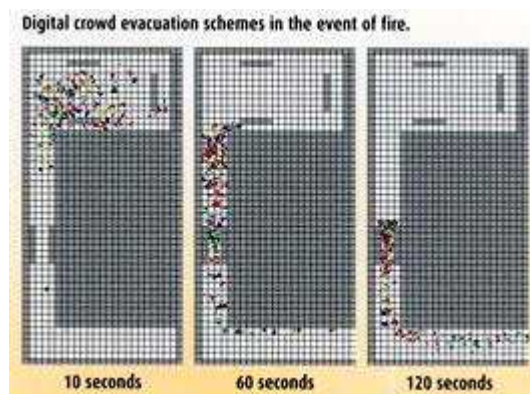 Digital crowd evacuation schemes in the event of fire.
10 seconds
60 seconds
120 seconds